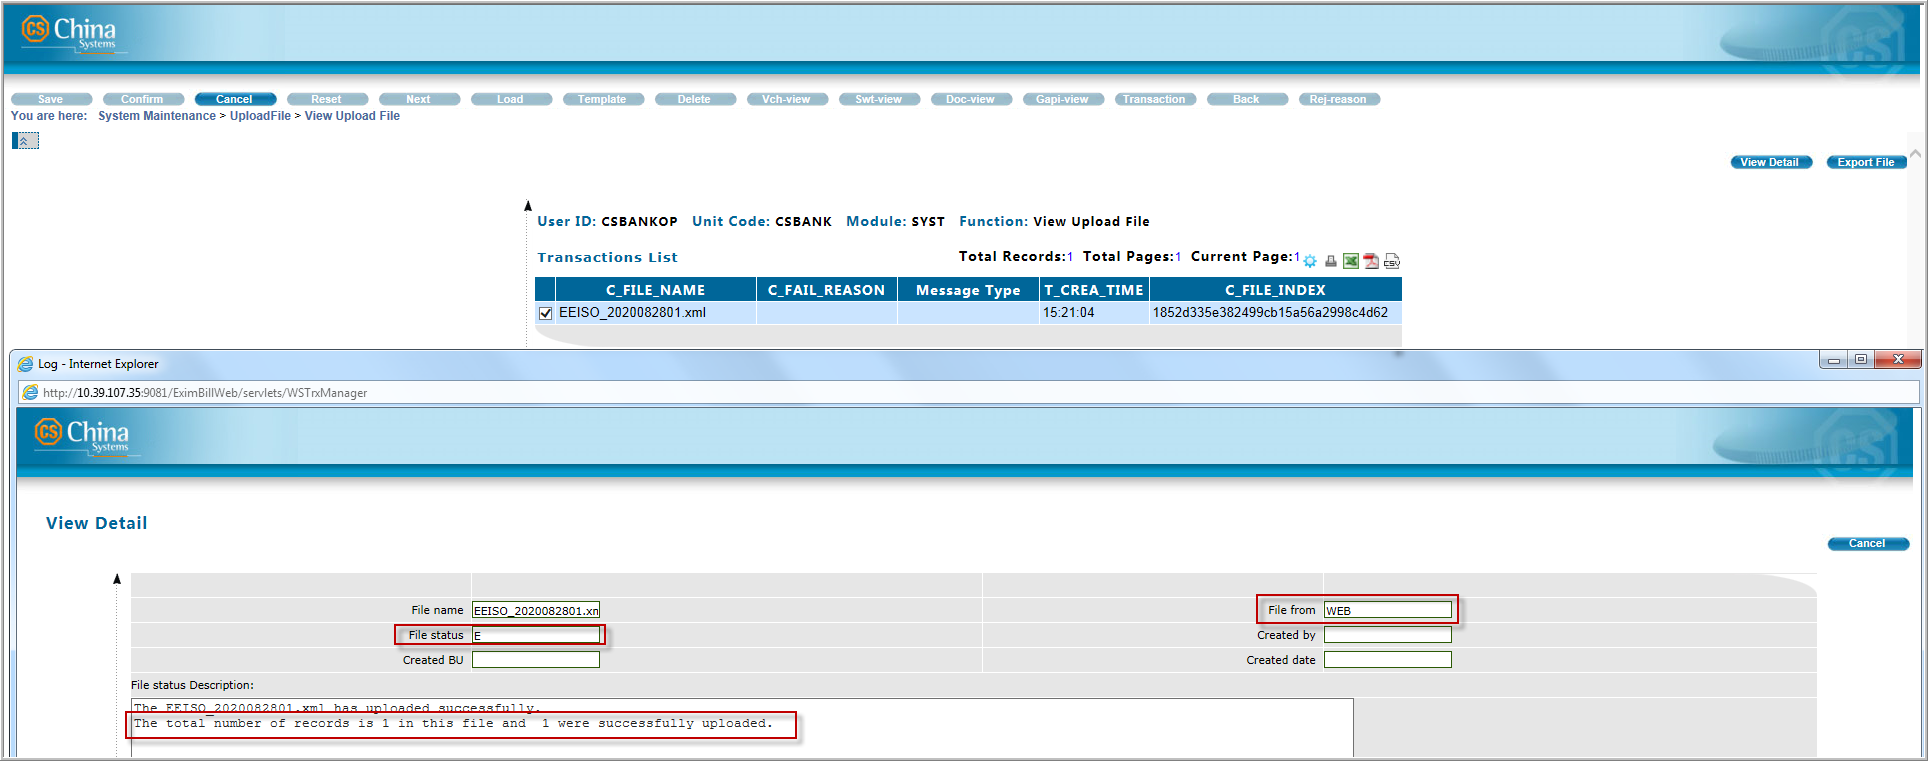 CS China
Systems
Save Confirm Cancel Reset Next Load Template Delete Vch-view Swt-view Doc-view Gapi-view Transaction Back Rej-reason
You are here: System Maintenance > UploadFile > View Upload File
View Detail Export File
User ID: CSBANKOP Unit Code: CSBANK Module: SYST Function: View Upload File
Transactions List Total Records:1 Total Pages:1 Current Page:1
C_FILE_NAME C_FAIL_REASON Message Type T_CREA_TIME C_FILE_INDEX
EEISO_2020082801.xml 15:21:04 1852d335e382499cb15a56a2998c4d62
Log - Internet Explorer
http://10.39.107.35:9081/EximBillWeb/servlets/WSTrxManager
CS China
Systems
View Detail
Cancel
File name EEISO_2020082801.xn File from WEB
File status E Created by
Created BU Created date
File status Description:
The EEISO_2020082801.xml has uploaded successfully.
The total number of records is 1 in this file and 1 were successfully uploaded.